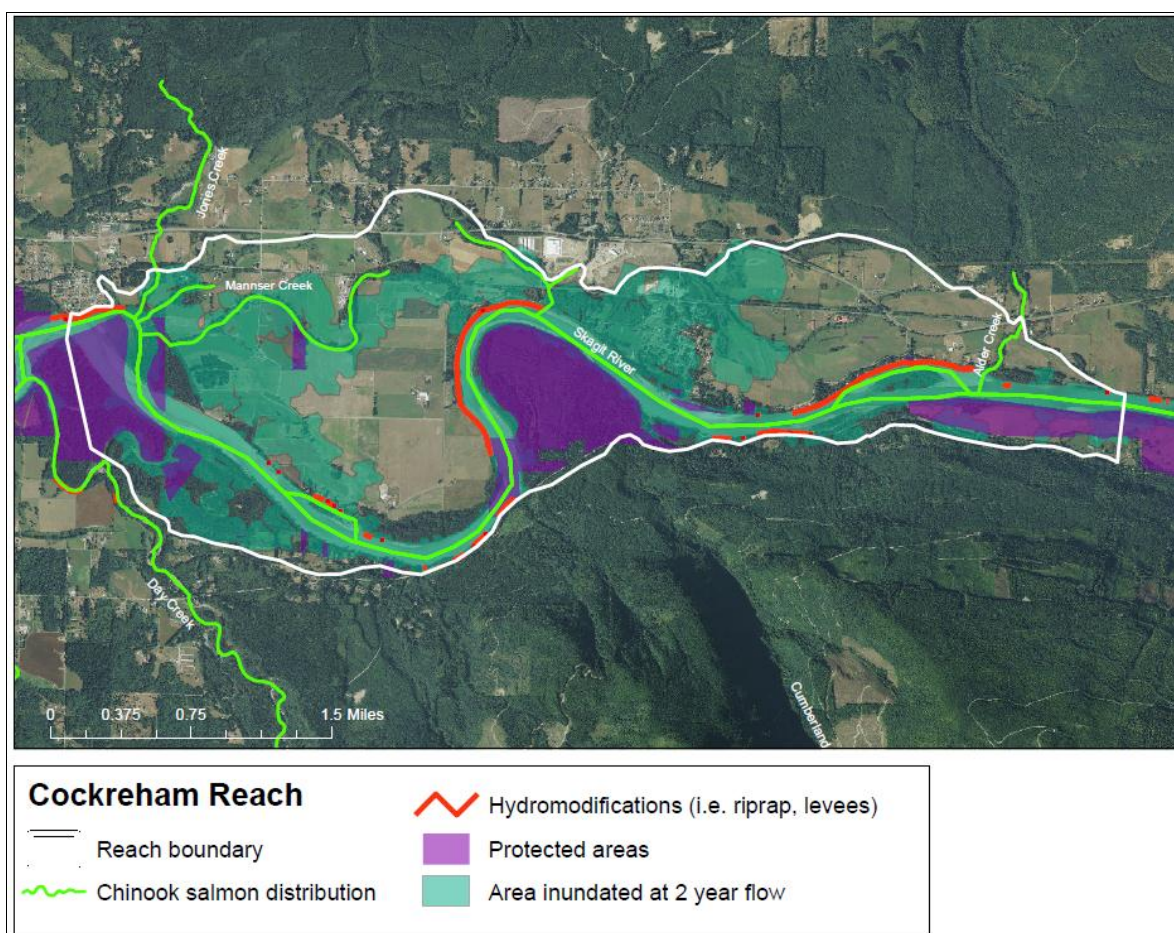 Jones Creek
Mannser Creek
Skagit River
Alder Creek
Day Creek
Cumberland
0 0.375 0.75 1.5 Miles
Cockreham Reach
Reach boundary
Chinook salmon distribution
Hydromodifications (i.e. riprap, levees)
Protected areas
Area inundated at 2 year flow